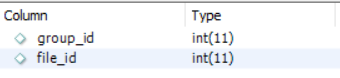 Column Type
group_id int(11)
file_id int(11)